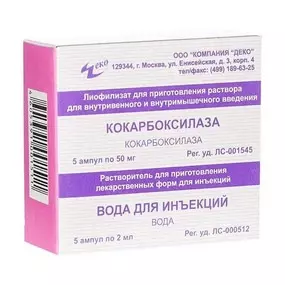 Деко
ООО "КОМПАНИЯ "ДЕКО"
129344, г. Москва, ул. Енисейская, д. 3, корп. 4
тел/факс: (499) 189-63-25
Лиофилизат для приготовления раствора
для внутривенного и внутримышечного введения
КОКАРБОКСИЛАЗА
КОКАРБОКСИЛАЗА
5 ампул по 50 мг
Рег. уд. ЛС-001545
Растворитель для приготовления
лекарственных форм для инъекций
ВОДА ДЛЯ ИНЪЕКЦИЙ
ВОДА
5 ампул по 2 мл
Рег. уд. ЛС-000512